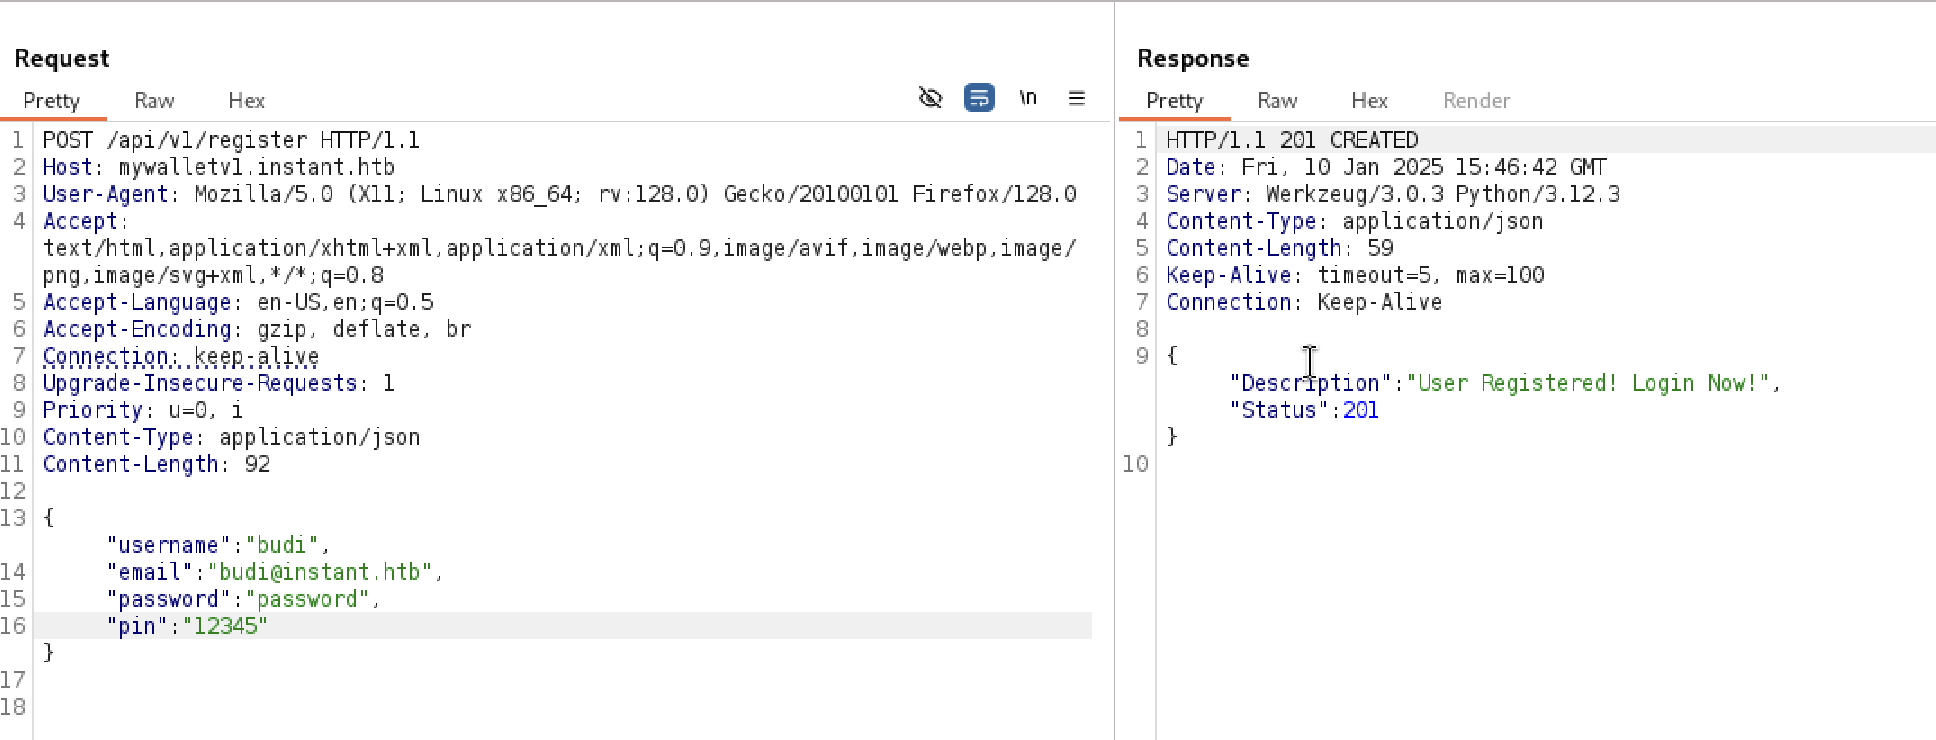 Request
Pretty Raw Hex \n
1 POST /api/v1/register HTTP/1.1
2 Host: mywalletv1.instant.htb
3 User-Agent: Mozilla/5.0 (X11; Linux x86_64; rv:128.0) Gecko/20100101 Firefox/128.0
4 Accept:
text/html,application/xhtml+xml,application/xml;q=0.9,image/avif,image/webp,image/
png,image/svg+xml,*/*;q=0.8
5 Accept-Language: en-US,en;q=0.5
6 Accept-Encoding: gzip, deflate, br
7 Connection: keep-alive
8 Upgrade-Insecure-Requests: 1
9 Priority: u=0, i
10 Content-Type: application/json
11 Content-Length: 92
12
13 {
"username":"budi",
14 "email":"budi@instant.htb",
15 "password":"password",
16 "pin":"12345"
}
17
18
Response
Pretty Raw Hex Render
1 HTTP/1.1 201 CREATED
2 Date: Fri, 10 Jan 2025 15:46:42 GMT
3 Server: Werkzeug/3.0.3 Python/3.12.3
4 Content-Type: application/json
5 Content-Length: 59
6 Keep-Alive: timeout=5, max=100
7 Connection: Keep-Alive
8
9 {
"Description":"User Registered! Login Now!",
"Status":201
}
10